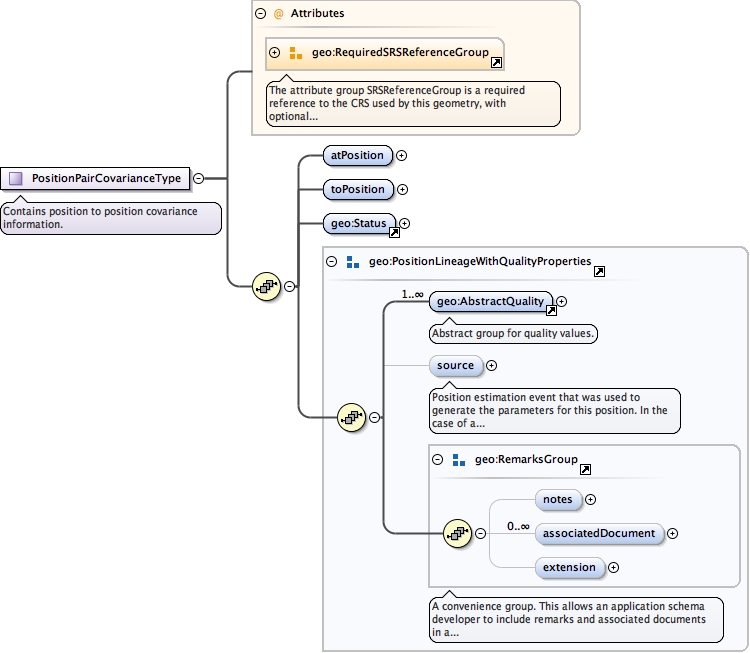 @ Attributes
geo:RequiredSRSReferenceGroup
The attribute group SRSReferenceGroup is a required
reference to the CRS used by this geometry, with
optional...
PositionPairCovarianceType
Contains position to position covariance
information.
atPosition
toPosition
geo:Status
geo:PositionLineageWithQualityProperties
1..∞
geo:AbstractQuality
Abstract group for quality values.
source
Position estimation event that was used to
generate the parameters for this position. In the
case of a...
geo:RemarksGroup
notes
0..∞
associatedDocument
extension
A convenience group. This allows an application schema
developer to include remarks and associated documents
in a...